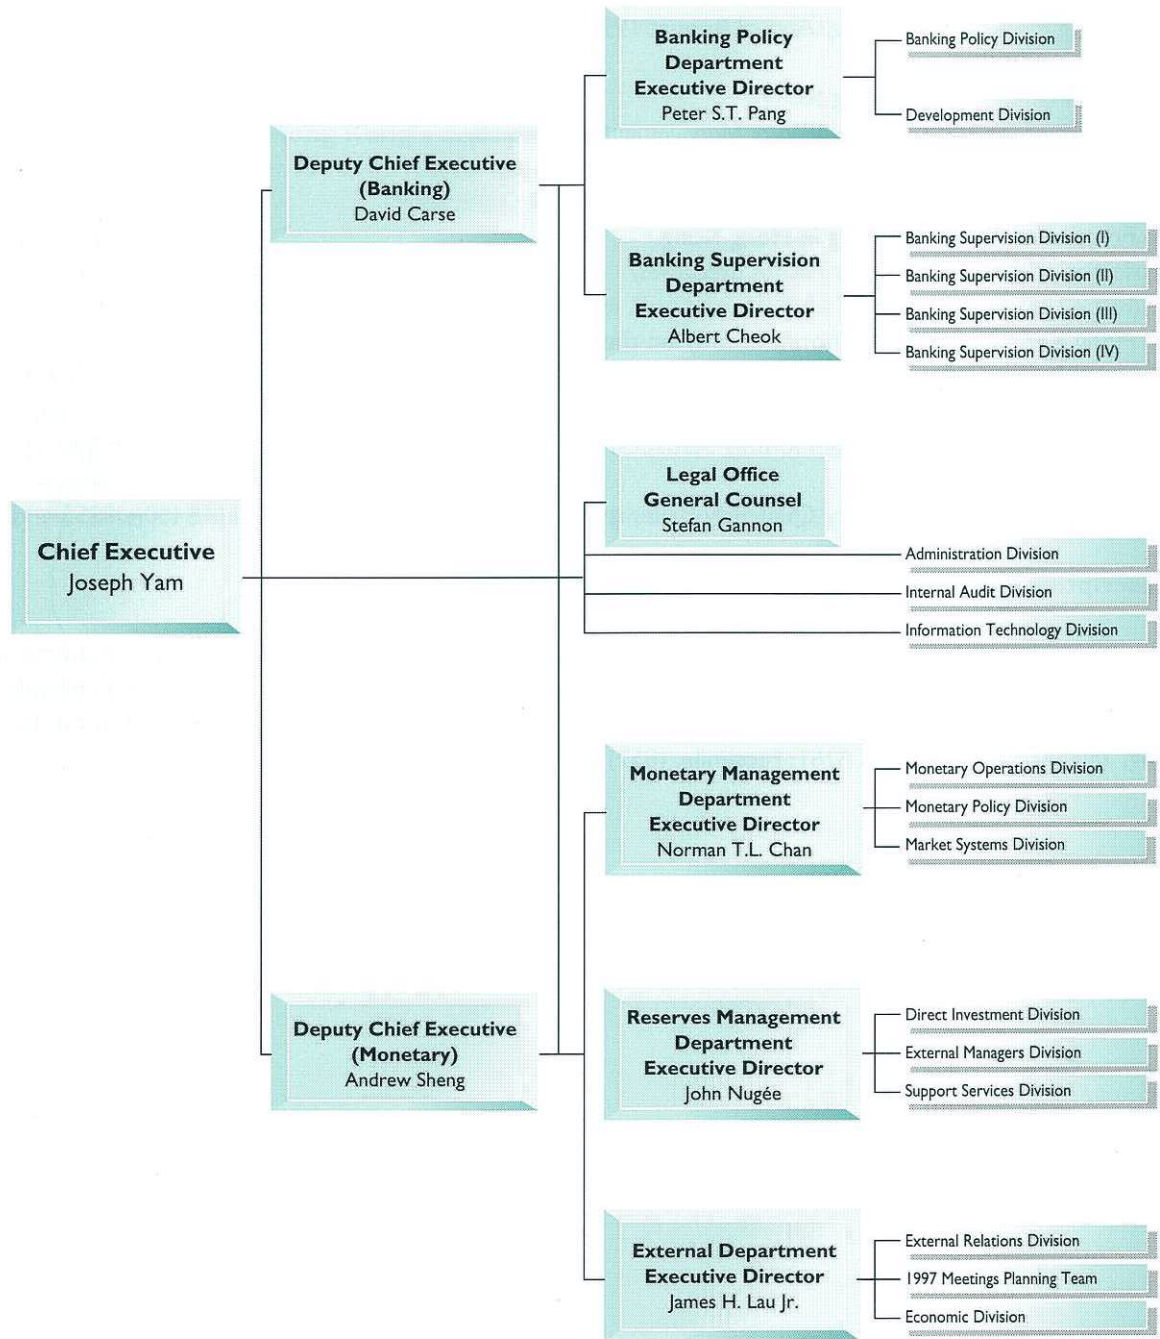 Chief Executive
Joseph Yam
Deputy Chief Executive
(Banking)
David Carse
Banking Policy
Department
Executive Director
Peter S.T. Pang
Banking Policy Division
Development Division
Banking Supervision
Department
Executive Director
Albert Cheok
Banking Supervision Division (I)
Banking Supervision Division (II)
Banking Supervision Division (III)
Banking Supervision Division (IV)
Legal Office
General Counsel
Stefan Gannon
Administration Division
Internal Audit Division
Information Technology Division
Deputy Chief Executive
(Monetary)
Andrew Sheng
Monetary Management
Department
Executive Director
Norman T.L. Chan
Monetary Operations Division
Monetary Policy Division
Market Systems Division
Reserves Management
Department
Executive Director
John Nugée
Direct Investment Division
External Managers Division
Support Services Division
External Department
Executive Director
James H. Lau Jr.
External Relations Division
1997 Meetings Planning Team
Economic Division